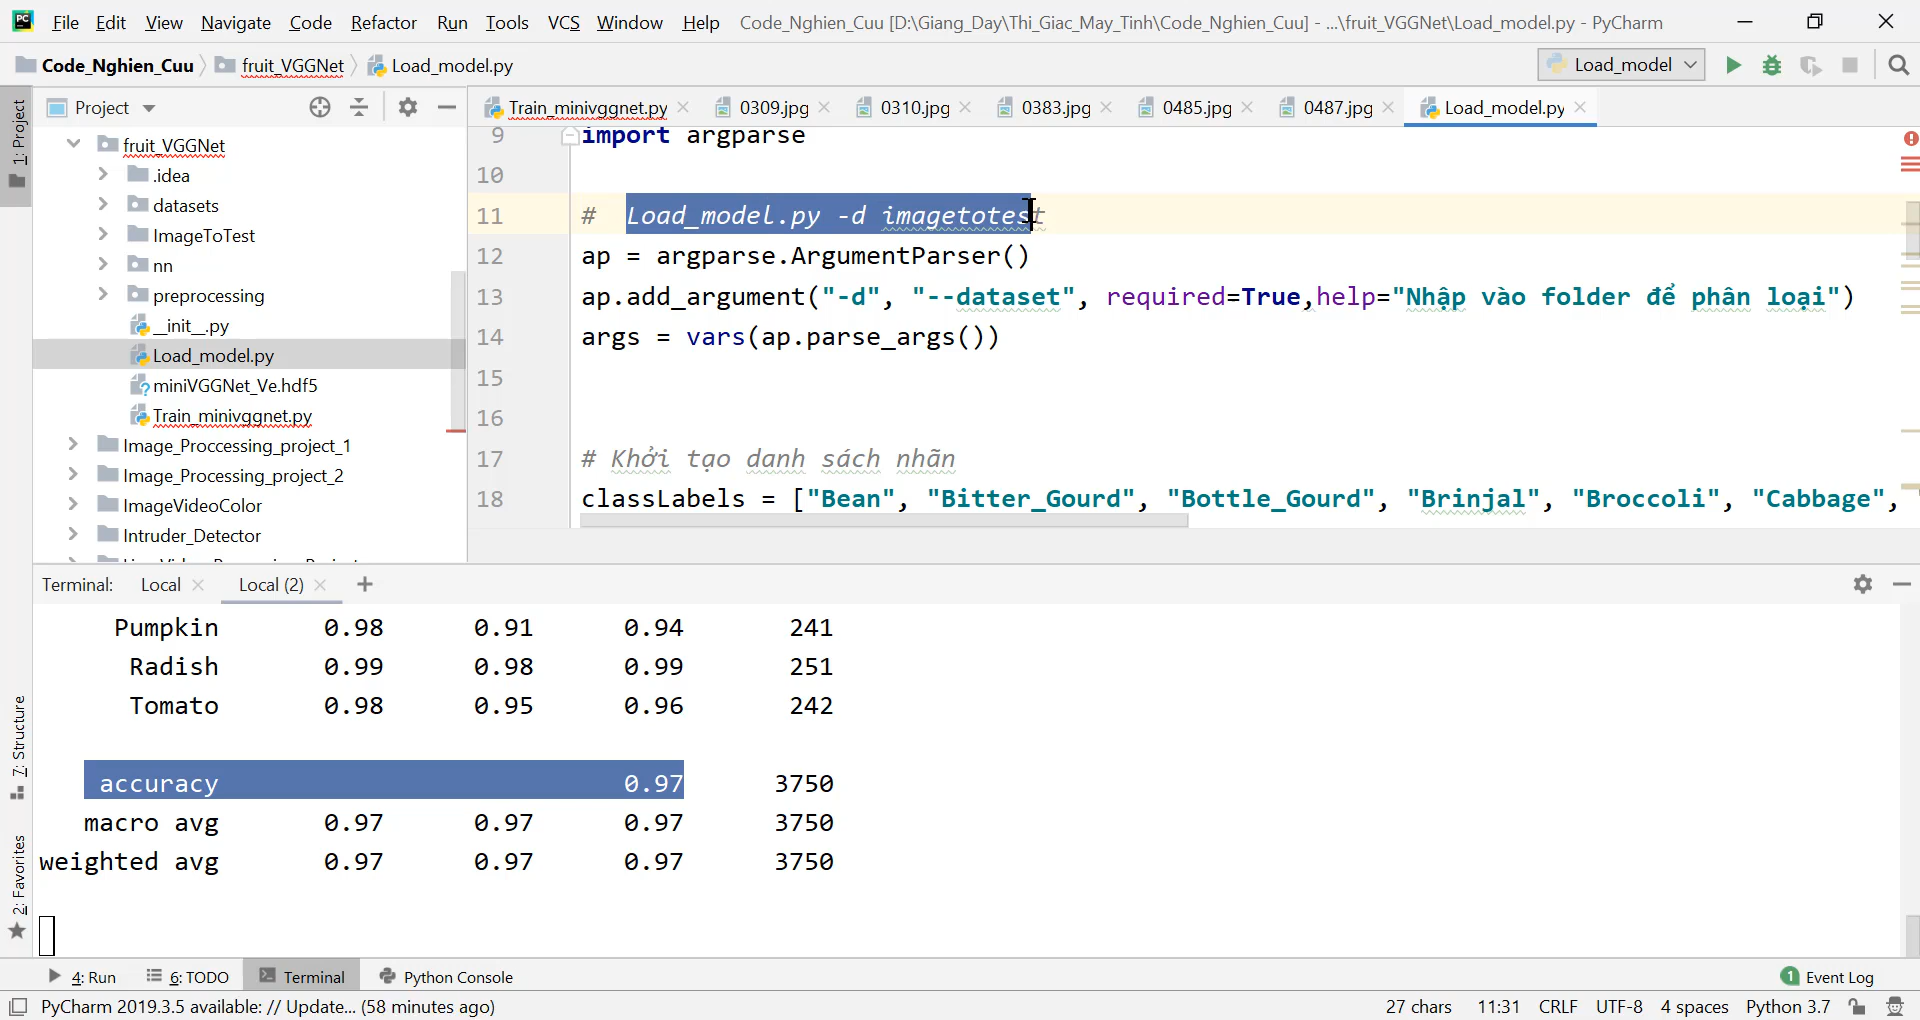 File Edit View Navigate Code Refactor Run Tools VCS Window Help Code_Nghien_Cuu [D:\Giang_Day\Thi_Giac_May_Tinh\Code_Nghien_Cuu] - ...\fruit_VGGNet\Load_model.py - PyCharm
Code_Nghien_Cuu fruit_VGGNet Load_model.py Load_model
1: Project
Project
Train_minivggnet.py 0309.jpg 0310.jpg 0383.jpg 0485.jpg 0487.jpg Load_model.py
fruit_VGGNet
.idea
datasets
ImageToTest
nn
preprocessing
__init__.py
Load_model.py
miniVGGNet_Ve.hdf5
Train_minivggnet.py
Image_Proccessing_project_1
Image_Processing_project_2
ImageVideoColor
Intruder_Detector
9 import argparse
10
11 # Load_model.py -d imagetotest
12 ap = argparse.ArgumentParser()
13 ap.add_argument("-d", "--dataset", required=True,help="Nhập vào folder để phân loại")
14 args = vars(ap.parse_args())
15
16
17 # Khởi tạo danh sách nhãn
18 classLabels = ["Bean", "Bitter_Gourd", "Bottle_Gourd", "Brinjal", "Broccoli", "Cabbage",
Terminal: Local Local (2) +
Pumpkin 0.98 0.91 0.94 241
Radish 0.99 0.98 0.99 251
Tomato 0.98 0.95 0.96 242
accuracy 0.97 3750
macro avg 0.97 0.97 0.97 3750
weighted avg 0.97 0.97 0.97 3750
7: Structure
2: Favorites
4: Run 6: TODO Terminal Python Console 1 Event Log
PyCharm 2019.3.5 available: // Update... (58 minutes ago) 27 chars 11:31 CRLF UTF-8 4 spaces Python 3.7